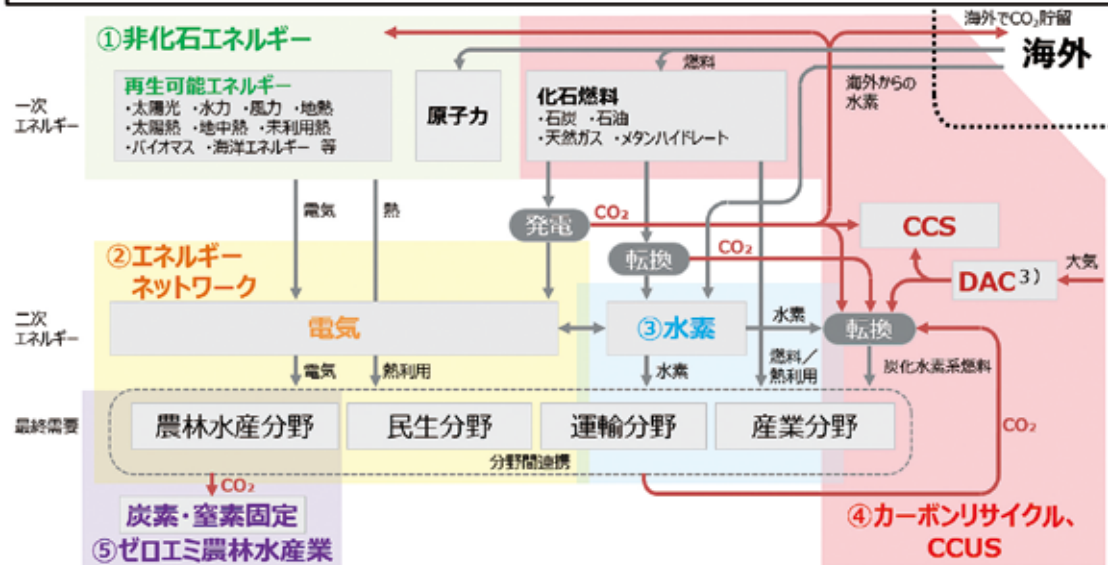 海外でCO₂貯留
①非化石エネルギー
海外
燃料
再生可能エネルギー
・太陽光 ・水力 ・風力 ・地熱
・太陽熱 ・地中熱 ・未利用熱
・バイオマス ・海洋エネルギー 等
一次
エネルギー
原子力
化石燃料
・石炭 ・石油
・天然ガス ・メタンハイドレート
海外からの
水素
電気
熱
発電
CO₂
CCS
転換
CO₂
大気
DAC³⁾
②エネルギー
ネットワーク
二次
エネルギー
電気
③水素
水素
転換
電気
熱利用
水素
燃料／
熱利用
炭化水素系燃料
最終需要
農林水産分野
民生分野
運輸分野
産業分野
CO₂
分野間連携
CO₂
炭素・窒素固定
⑤ゼロエミ農林水産業
④カーボンリサイクル、
CCUS